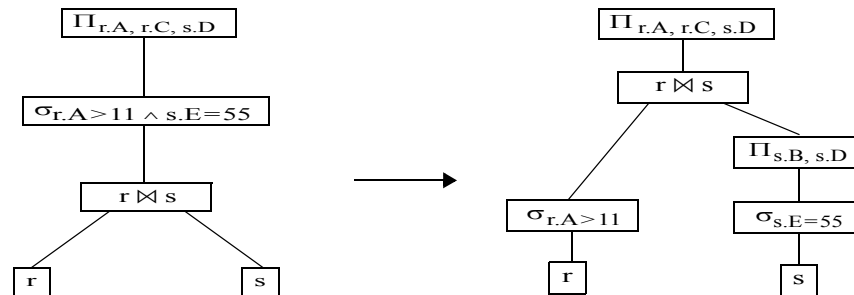 Π r.A, r.C, s.D
σ r.A>11 ∧ s.E=55
r ⋈ s
r
s
Π r.A, r.C, s.D
r ⋈ s
Π s.B, s.D
σ r.A>11
σ s.E=55
r
s